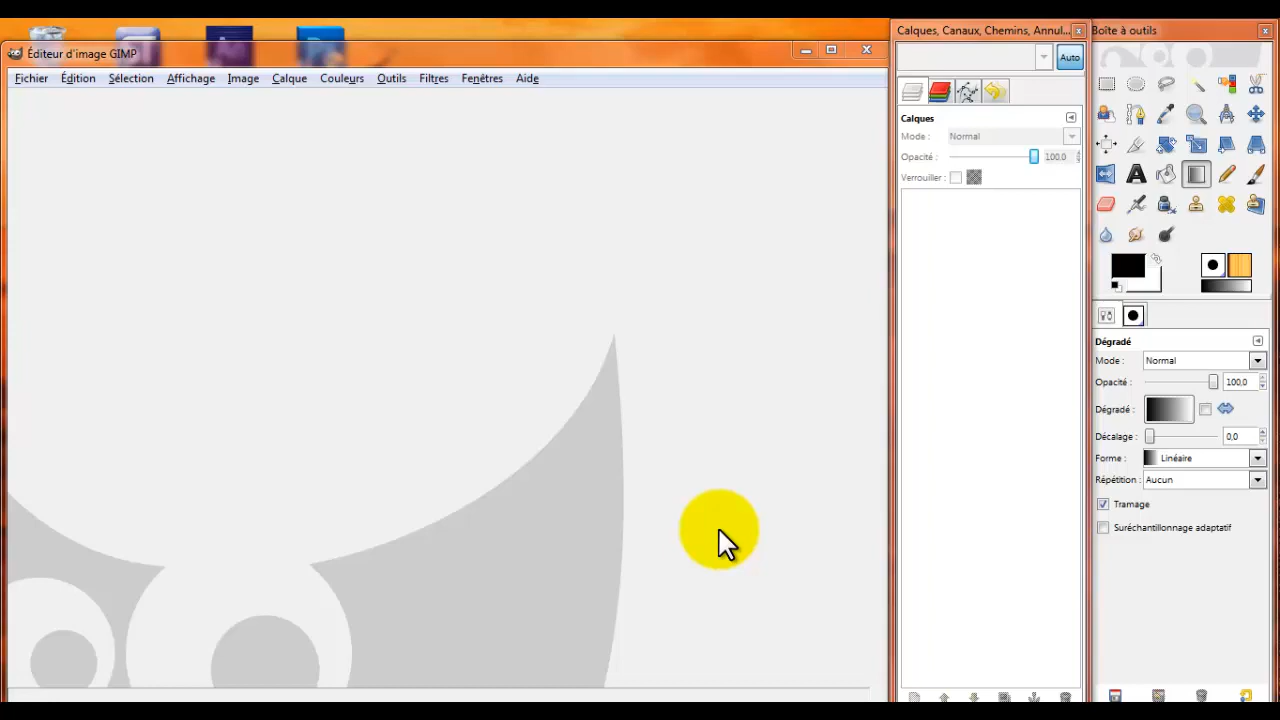 Éditeur d'image GIMP
Fichier Édition Sélection Affichage Image Calque Couleurs Outils Filtres Fenêtres Aide
Calques, Canaux, Chemins, Annul...
Auto
Calques
Mode : Normal
Opacité : 100,0
Verrouiller :
Boîte à outils
Dégradé
Mode : Normal
Opacité : 100,0
Dégradé :
Décalage : 0,0
Forme : Linéaire
Répétition : Aucun
Tramage
Suréchantillonnage adaptatif